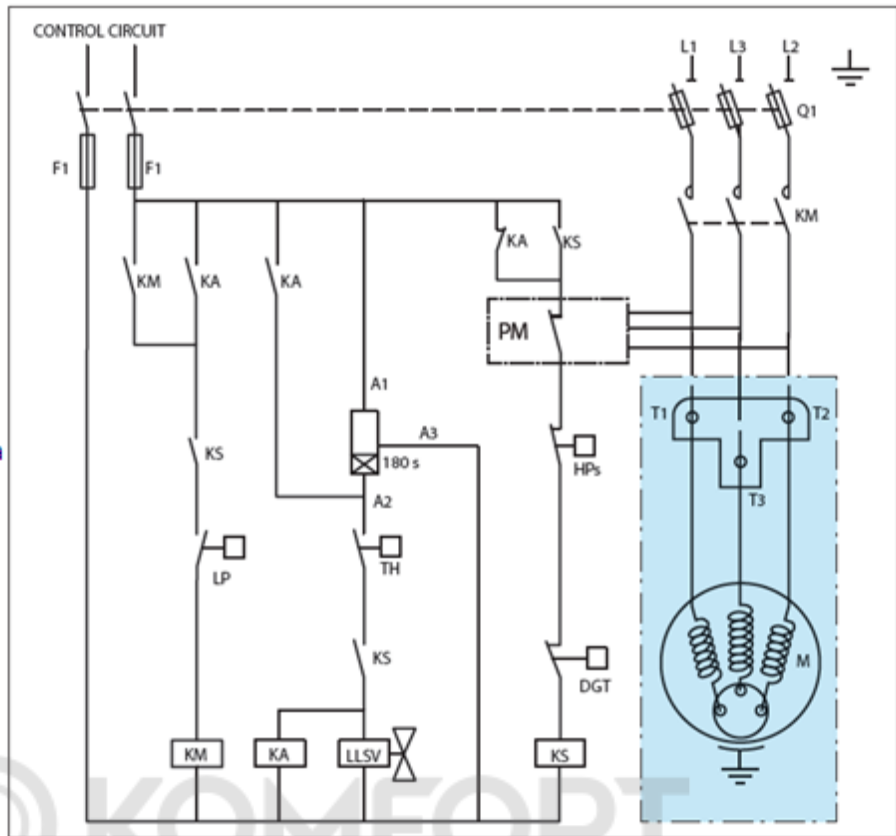 CONTROL CIRCUIT
L1 L3 L2
Q1
F1 F1
KM
KA KS
KM KA KA
PM
A1
T1 T2
A3
KS
180 s
HPs
A2
T3
LP
TH
KS
M
DGT
KM KA LLSV KS
KOMFORT